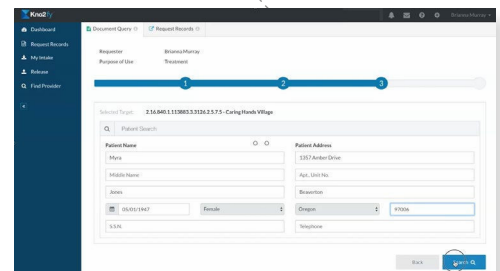 Kno2fy
Brianna Murray
Dashboard
Request Records
My Intake
Release
Find Provider
Document Query
Request Records
Requester Brianna Murray
Purpose of Use Treatment
1 2 3
Selected Target: 2.16.840.1.113883.3.3126.2.5.7.5 - Caring Hands Village
Patient Search
Patient Name Patient Address
Myra 1357 Amber Drive
Middle Name Apt., Unit No.
Jones Beaverton
05/01/1947 Female Oregon 97006
S.S.N. Telephone
Back Search